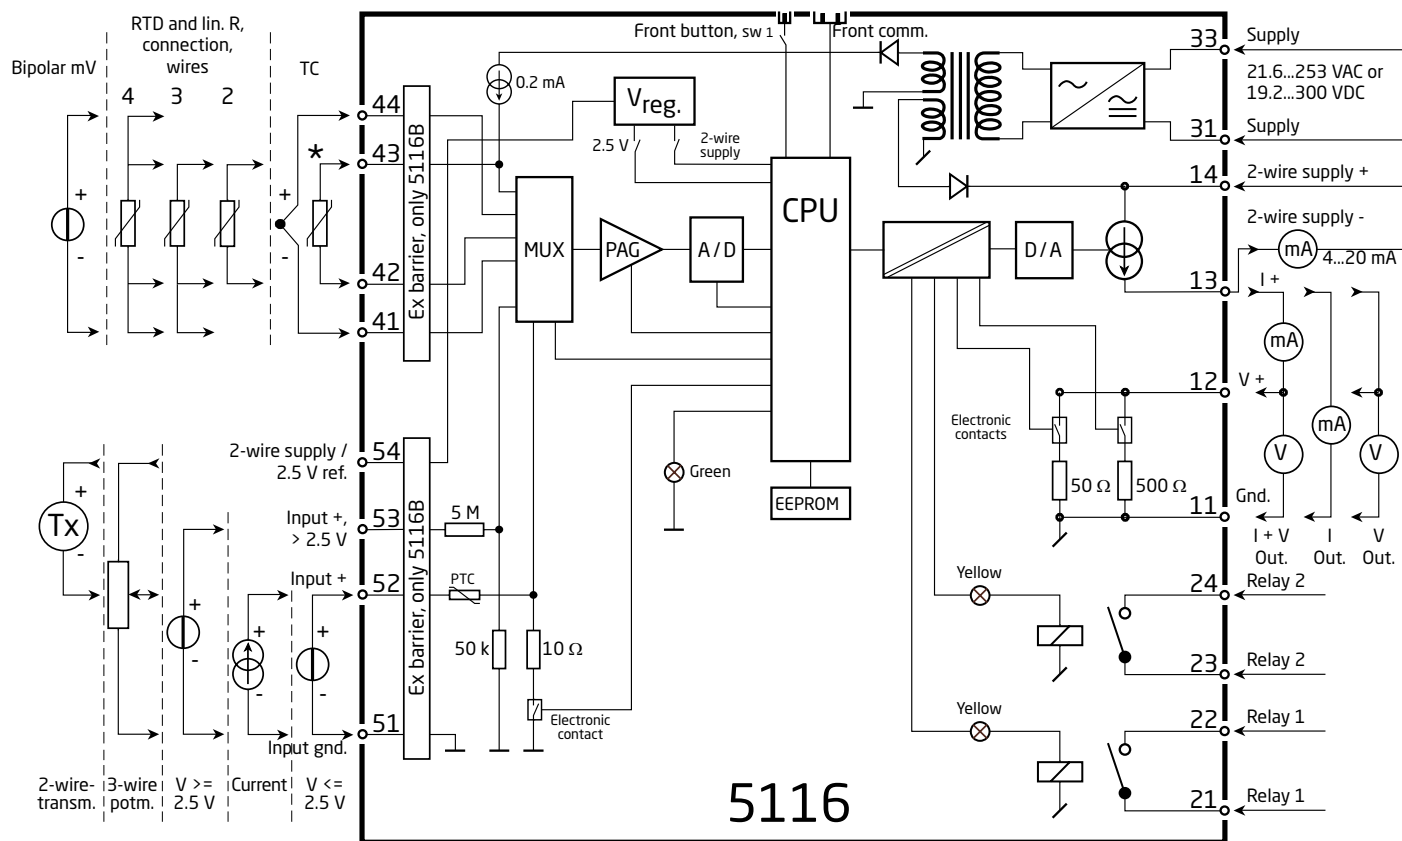 Bipolar mV
RTD and lin. R,
connection,
wires
4 3 2
TC
Front button, sw 1
Front comm.
0.2 mA
Vreg.
2.5 V
2-wire
supply
33
Supply
21.6...253 VAC or
19.2...300 VDC
31
Supply
14
2-wire supply +
2-wire supply -
mA
4...20 mA
13
I +
44
*
43
+
-
+
-
42
41
Ex barrier, only 5116B
MUX
PAG
A/D
CPU
D/A
mA
12
V +
Electronic
contacts
50 Ω
500 Ω
mA
V
V
11
Gnd.
I + V
Out.
I
Out.
V
Out.
2-wire supply /
2.5 V ref.
54
Tx
+
-
Input +,
> 2.5 V
53
5 M
Green
EEPROM
Input +
52
PTC
Ex barrier, only 5116B
50 k
10 Ω
+
-
+
-
+
-
Electronic
contact
51
Input gnd.
2-wire-
transm.
3-wire
potm.
V >=
2.5 V
Current
V <=
2.5 V
Yellow
24
Relay 2
23
Relay 2
Yellow
22
Relay 1
21
Relay 1
5116